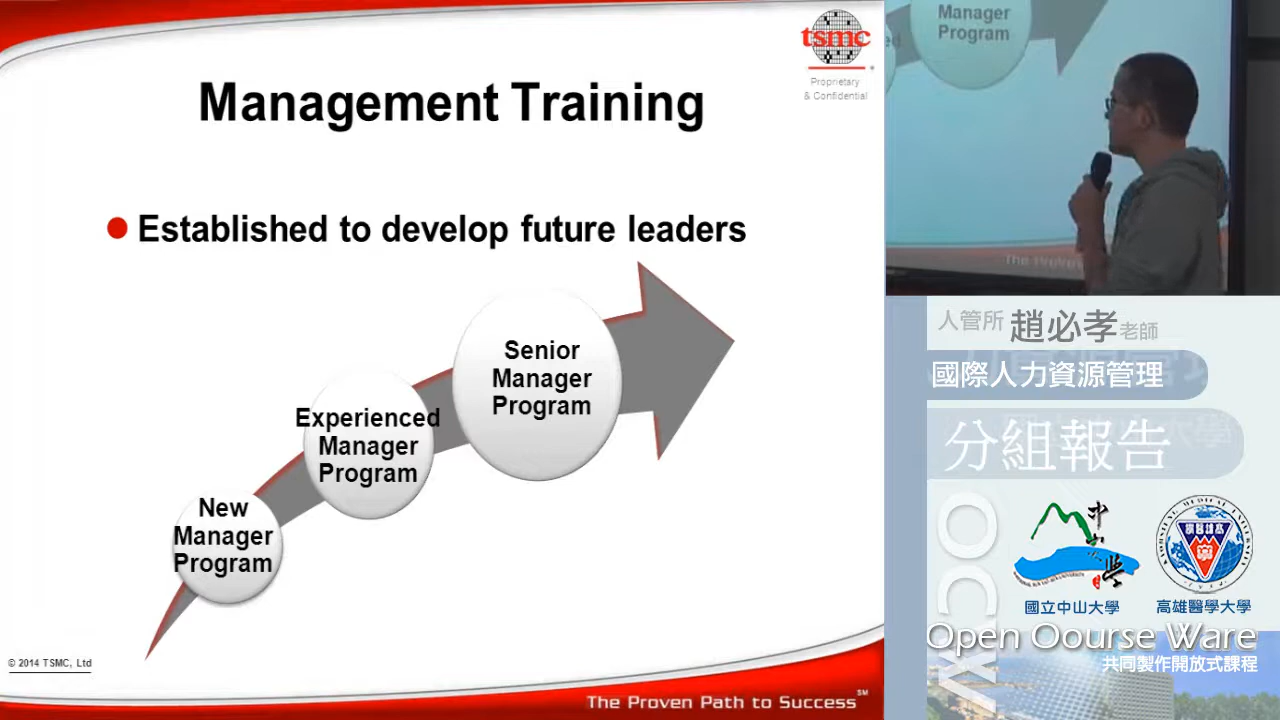 tsmc
Proprietary
& Confidential
Management Training
Established to develop future leaders
Senior
Manager
Program
Experienced
Manager
Program
New
Manager
Program
© 2014 TSMC, Ltd
The Proven Path to Success℠
Manager
Program
人管所 趙必孝老師
國際人力資源管理
分組報告
OCW
國立中山大學
高雄醫學大學
Open Oourse Ware
共同製作開放式課程